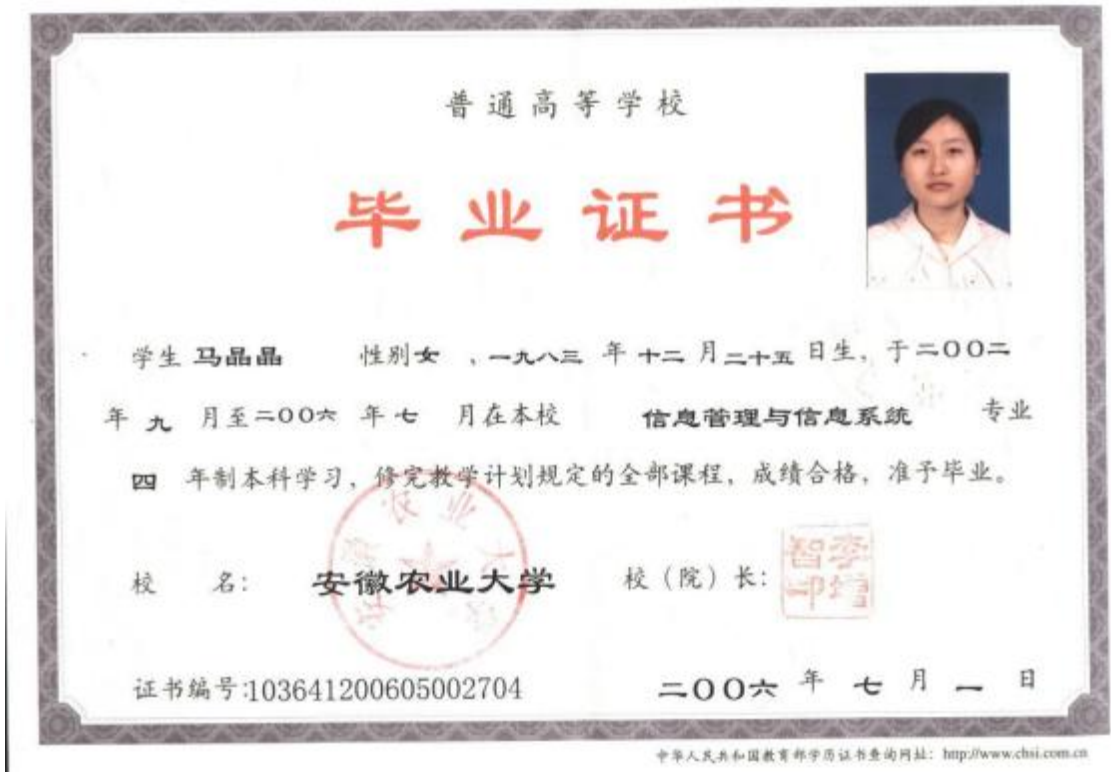 普通高等学校
毕业证书
学生 马晶晶 性别女 、一九八三 年 十二 月二十五 日生，于二〇〇二
年 九 月至二〇〇六 年 七 月在本校 信息管理与信息系统 专业
四 年制本科学习，修完教学计划规定的全部课程，成绩合格，准予毕业。
校 名： 安徽农业大学 校（院）长：
证书编号:103641200605002704 二〇〇六 年 七 月 一 日
中华人民共和国教育部学历证书查询网址：http://www.chsi.com.cn